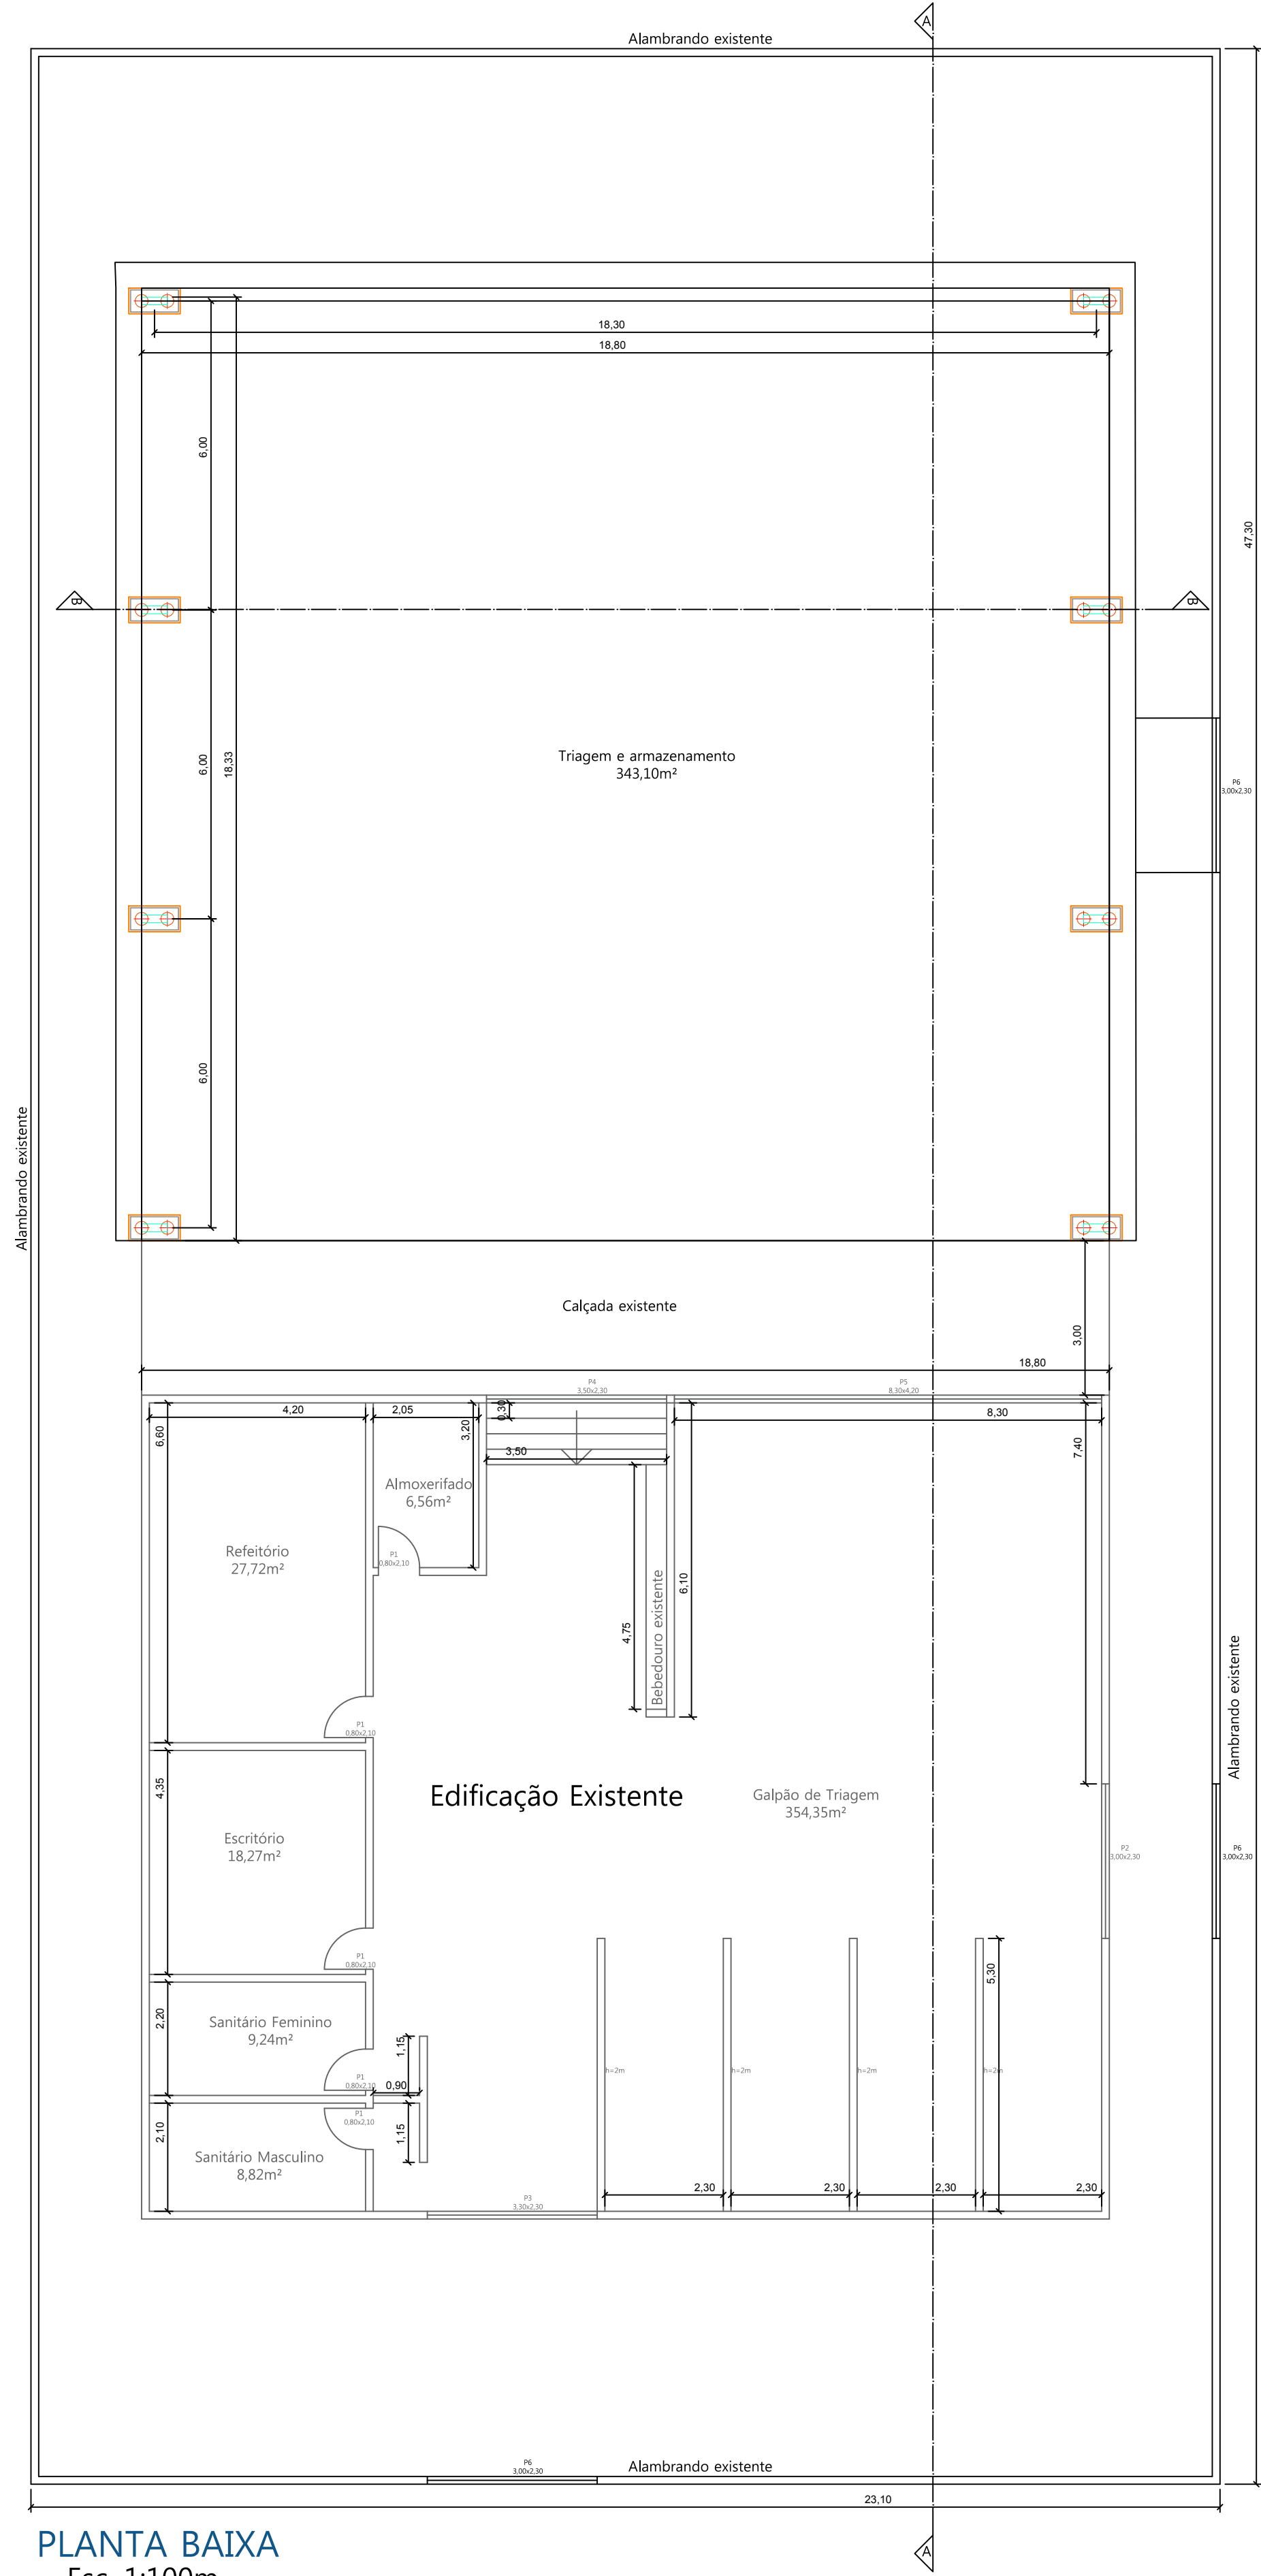 A
Alambrando existente
18,30
18,80
6,00
47,30
B
B
Triagem e armazenamento
343,10m²
6,00
18,33
P6
3,00x2,30
6,00
Alambrando existente
Calçada existente
3,00
18,80
P4
3,50x2,30
P5
8,30x4,20
4,20
2,05
0,30
8,30
6,60
3,20
7,40
3,50
Almoxerifado
6,56m²
Refeitório
27,72m²
P1
0,80x2,10
Bebedouro existente
6,10
4,75
Alambrando existente
P1
0,80x2,10
4,35
Edificação Existente
Galpão de Triagem
354,35m²
Escritório
18,27m²
P2
3,00x2,30
P6
3,00x2,30
P1
0,80x2,10
5,30
2,20
Sanitário Feminino
9,24m²
1,15
h=2m
h=2m
h=2m
h=2m
P1
0,80x2,10
0,90
P1
0,80x2,10
2,10
1,15
Sanitário Masculino
8,82m²
2,30
2,30
2,30
2,30
P3
3,30x2,30
P6
3,00x2,30
Alambrando existente
23,10
PLANTA BAIXA
A
Esc. 1:100m